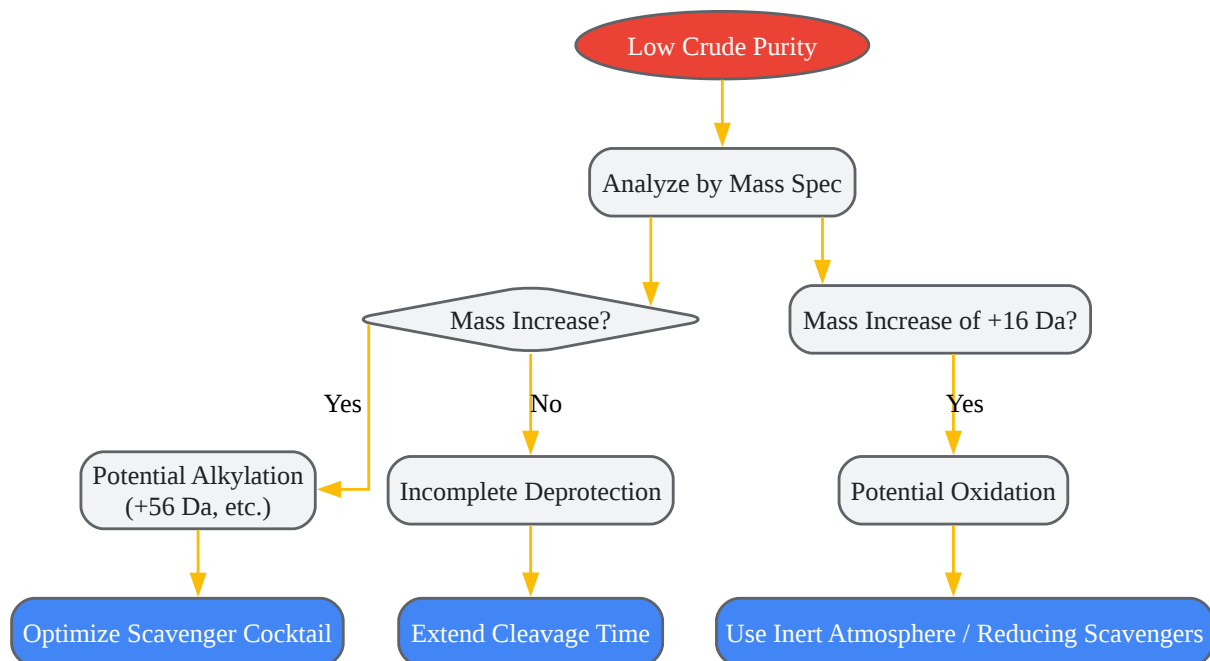 Low Crude Purity
Analyze by Mass Spec
Mass Increase?
Mass Increase of +16 Da?
Yes
No
Yes
Potential Alkylation
(+56 Da, etc.)
Incomplete Deprotection
Potential Oxidation
Optimize Scavenger Cocktail
Extend Cleavage Time
Use Inert Atmosphere / Reducing Scavengers